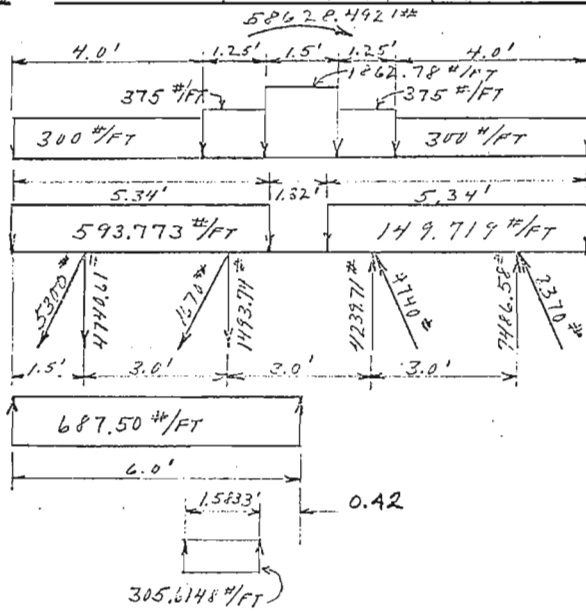 58628.4921 '#
4.0' 1.25' 1.5' 1.25' 4.0'
1862.78 #/FT
375 #/FT 375 #/FT
300 #/FT 300 #/FT
5.34' 1.32' 5.34'
593.773 #/FT 149.719 #/FT
5300# 4740.61# 1670# 1493.74# 4239.71# 4740# 7486.58# 2370#
1.5' 3.0' 3.0' 3.0'
687.50 #/FT
6.0'
1.5833' 0.42
305.6148 #/FT